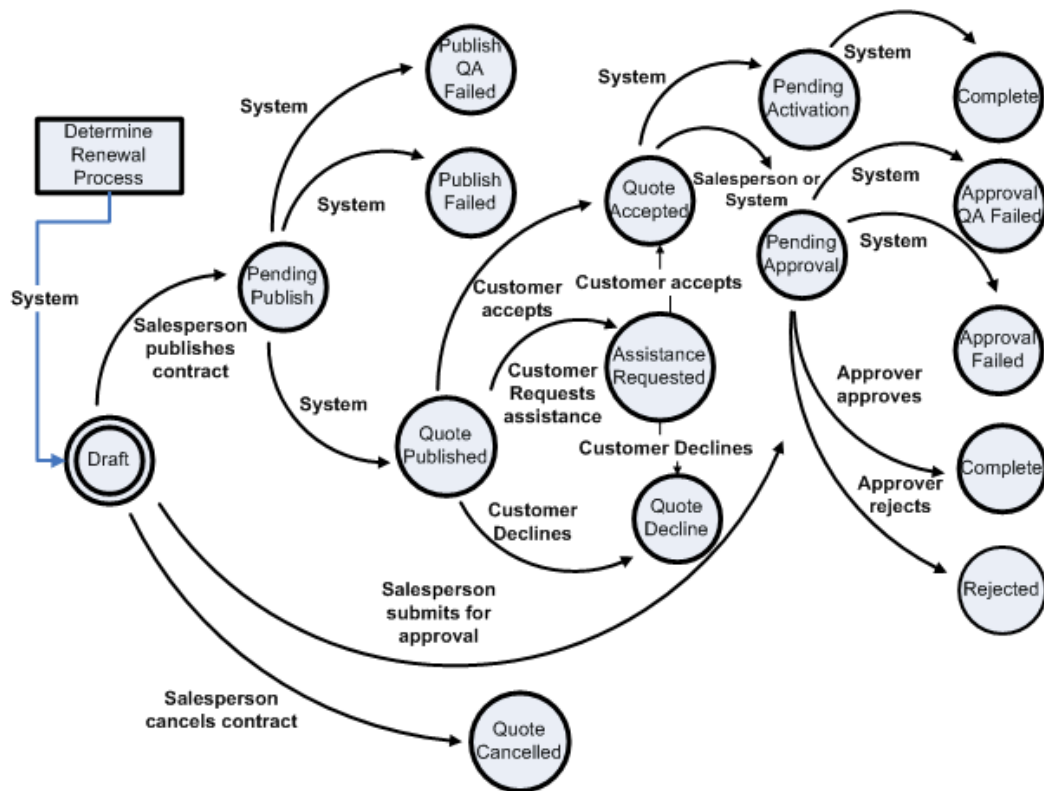 Publish
QA
Failed
System
Pending
Activation
System
Complete
System
Determine
Renewal
Process
System
Publish
Failed
Quote
Accepted
Salesperson or
System
System
Approval
QA Failed
Pending
Publish
Pending
Approval
System
System
Customer
accepts
Customer accepts
Salesperson
publishes
contract
Assistance
Requested
Approval
Failed
Customer
Requests
assistance
Approver
approves
System
Quote
Published
Customer Declines
Draft
Complete
Approver
rejects
Customer
Declines
Quote
Decline
Salesperson
submits for
approval
Rejected
Salesperson
cancels contract
Quote
Cancelled